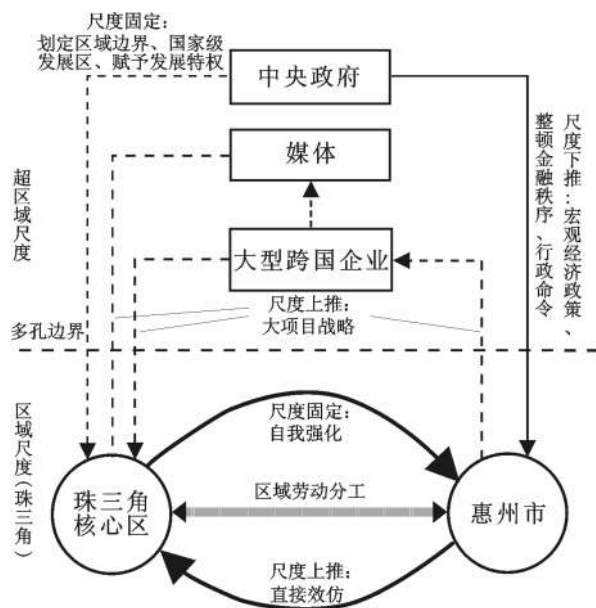 尺度固定：
划定区域边界、国家级
发展区、赋予发展特权
中央政府
媒体
大型跨国企业
尺度上推：
大项目战略
尺度下推：宏观经济政策、
整顿金融秩序、行政命令
超区域尺度
多孔边界
区域尺度(珠三角)
尺度固定：
自我强化
珠三角
核心区
区域劳动分工
惠州市
尺度上推：
直接效仿